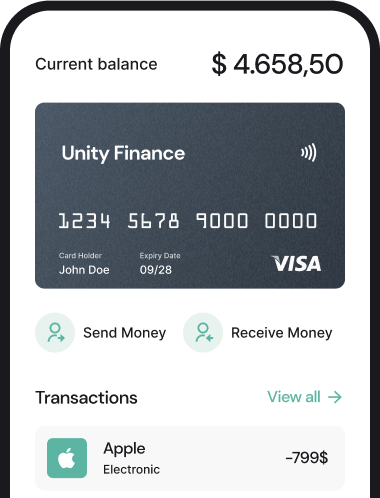 Current balance $ 4.658,50
Unity Finance
1234 5678 9000 0000
Card Holder Expiry Date
John Doe 09/28 VISA
Send Money Receive Money
Transactions View all
Apple
-799$
Electronic